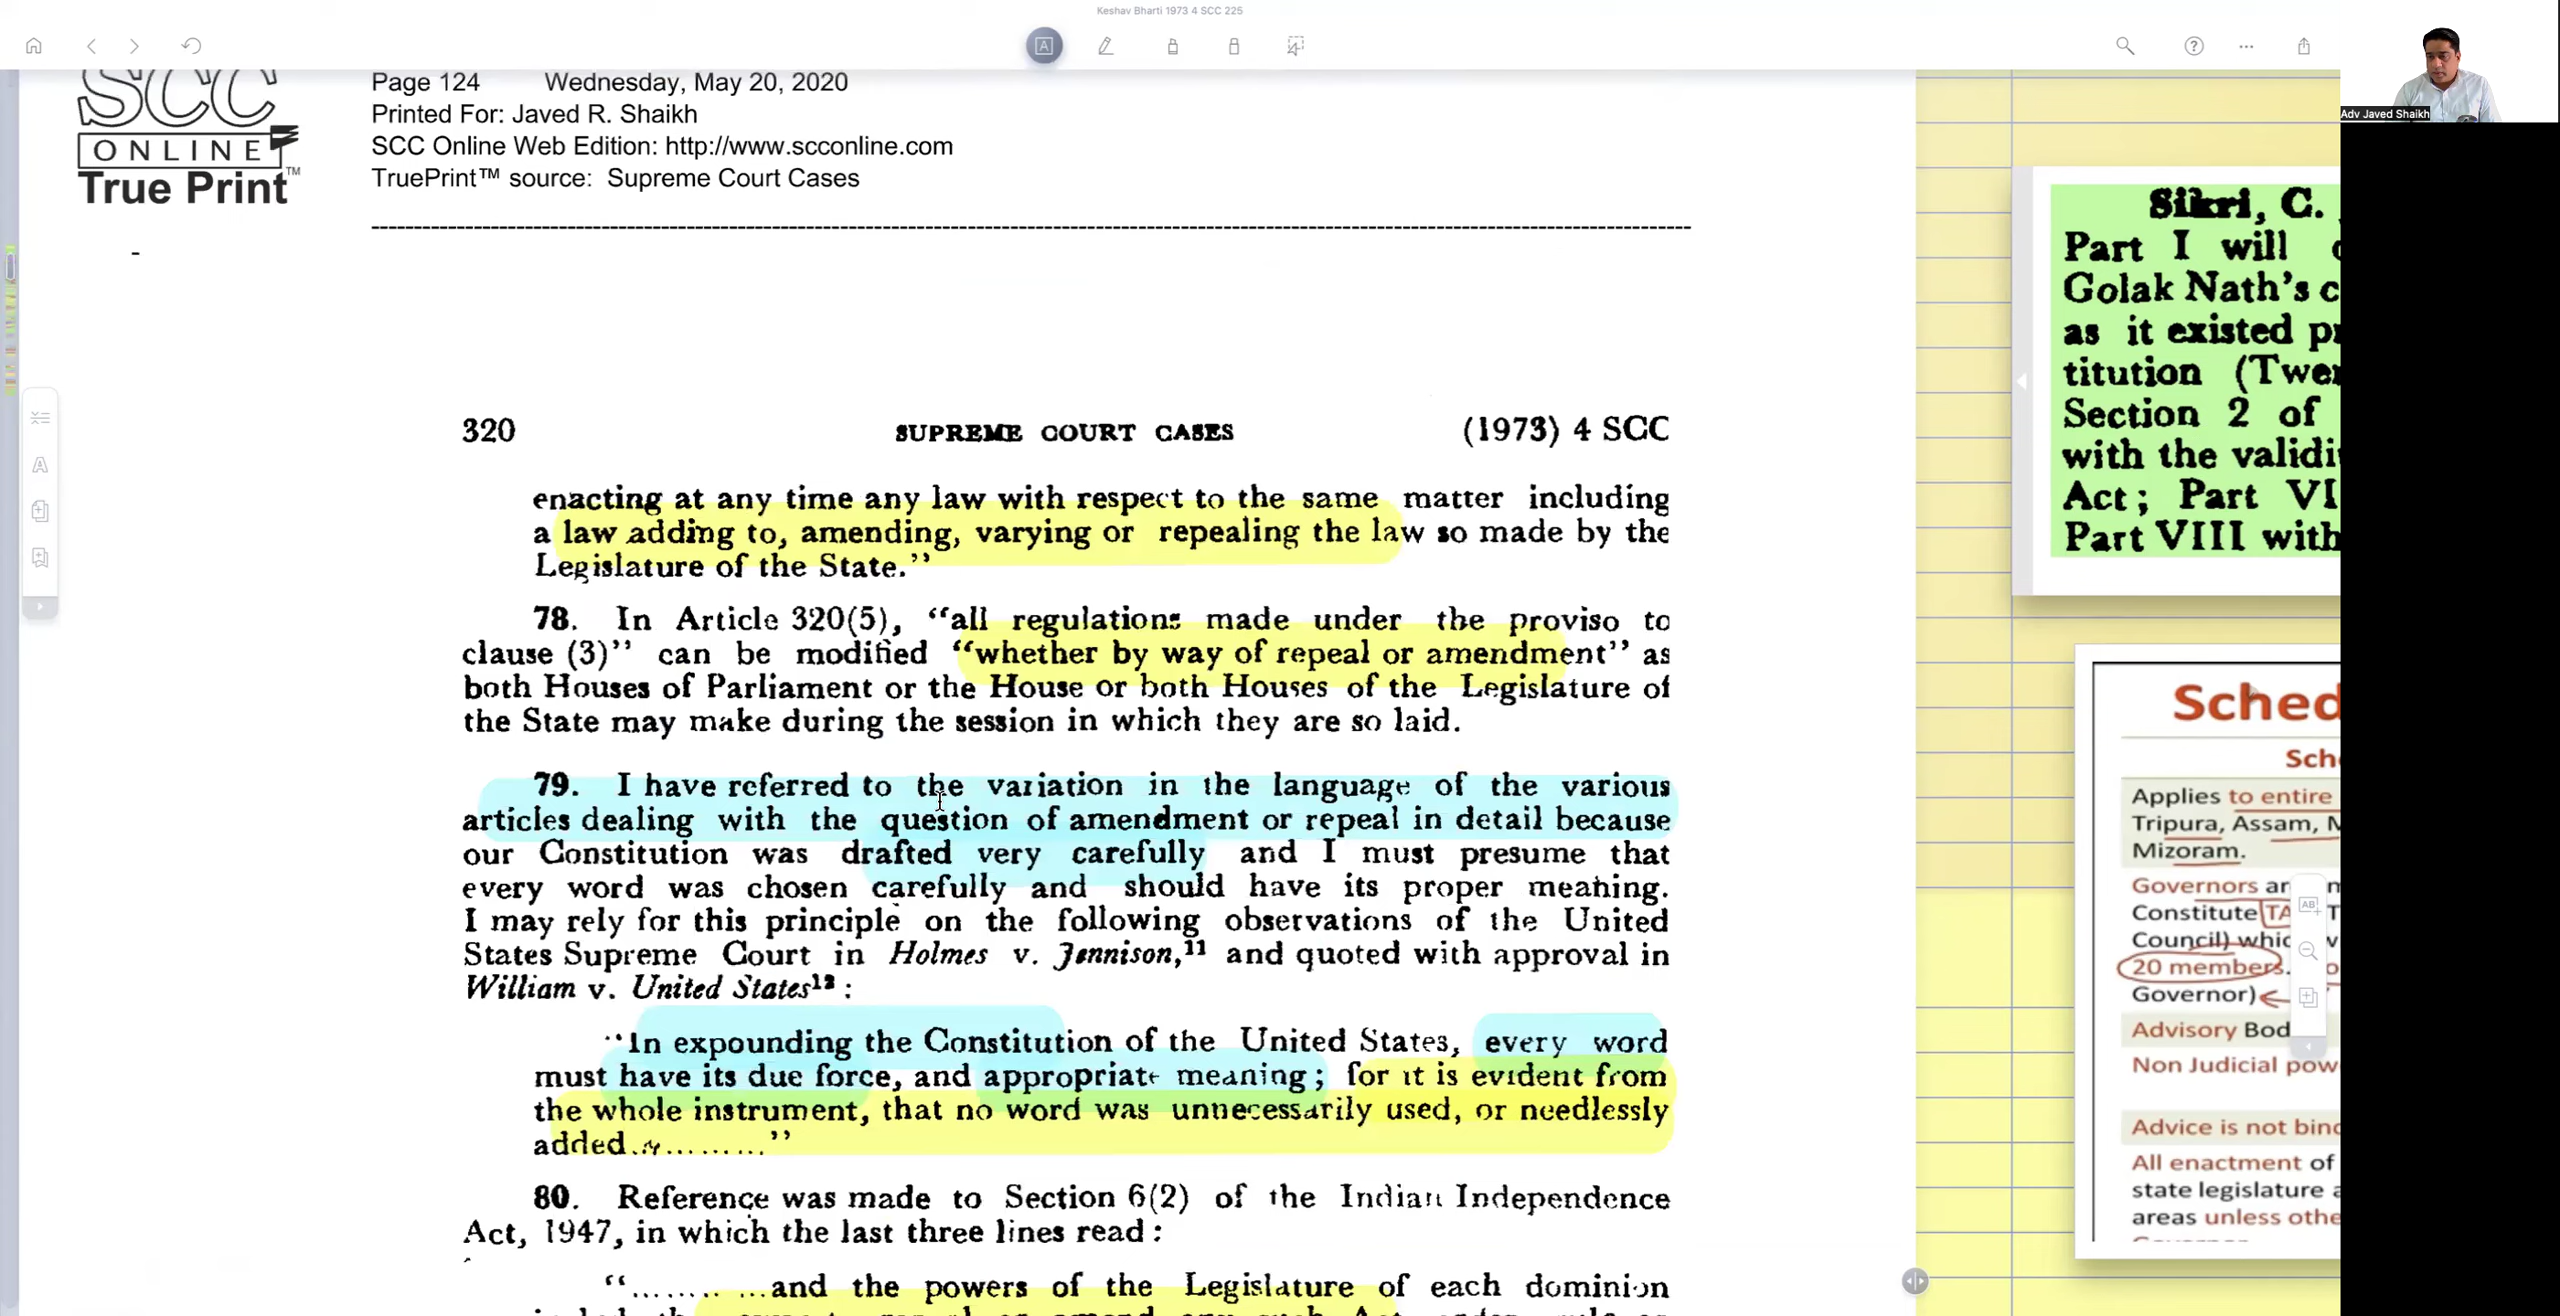 Keshav Bharti 1973 4 SCC 225
SCC
ONLINE
True Print™
Page 124 Wednesday, May 20, 2020
Printed For: Javed R. Shaikh
SCC Online Web Edition: http://www.scconline.com
TruePrint™ source: Supreme Court Cases
320 SUPREME COURT CASES (1973) 4 SCC
enacting at any time any law with respect to the same matter including
a law adding to, amending, varying or repealing the law so made by the
Legislature of the State.”
78. In Article 320(5), “all regulations made under the proviso to
clause (3)” can be modified “whether by way of repeal or amendment” as
both Houses of Parliament or the House or both Houses of the Legislature of
the State may make during the session in which they are so laid.
79. I have referred to the variation in the language of the various
articles dealing with the question of amendment or repeal in detail because
our Constitution was drafted very carefully and I must presume that
every word was chosen carefully and should have its proper meaning.
I may rely for this principle on the following observations of the United
States Supreme Court in Holmes v. Jennison,¹¹ and quoted with approval in
William v. United States¹² :
“In expounding the Constitution of the United States, every word
must have its due force, and appropriate meaning; for it is evident from
the whole instrument, that no word was unnecessarily used, or needlessly
added..........”
80. Reference was made to Section 6(2) of the Indian Independence
Act, 1947, in which the last three lines read :
“..........and the powers of the Legislature of each dominion
Sikri, C.
Part I will
Golak Nath's c
as it existed
titution (Twe
Section 2 of
with the validi
Act; Part VI
Part VIII with
Sched
Sch
Applies to entire
Tripura, Assam,
Mizoram.
Governors
Constitute TA
Council)
20 members.
Governor)
Advisory Bod
Non Judicial pow
Advice is not bin
All enactment of
state legislature
areas unless othe
Adv Javed Shaikh